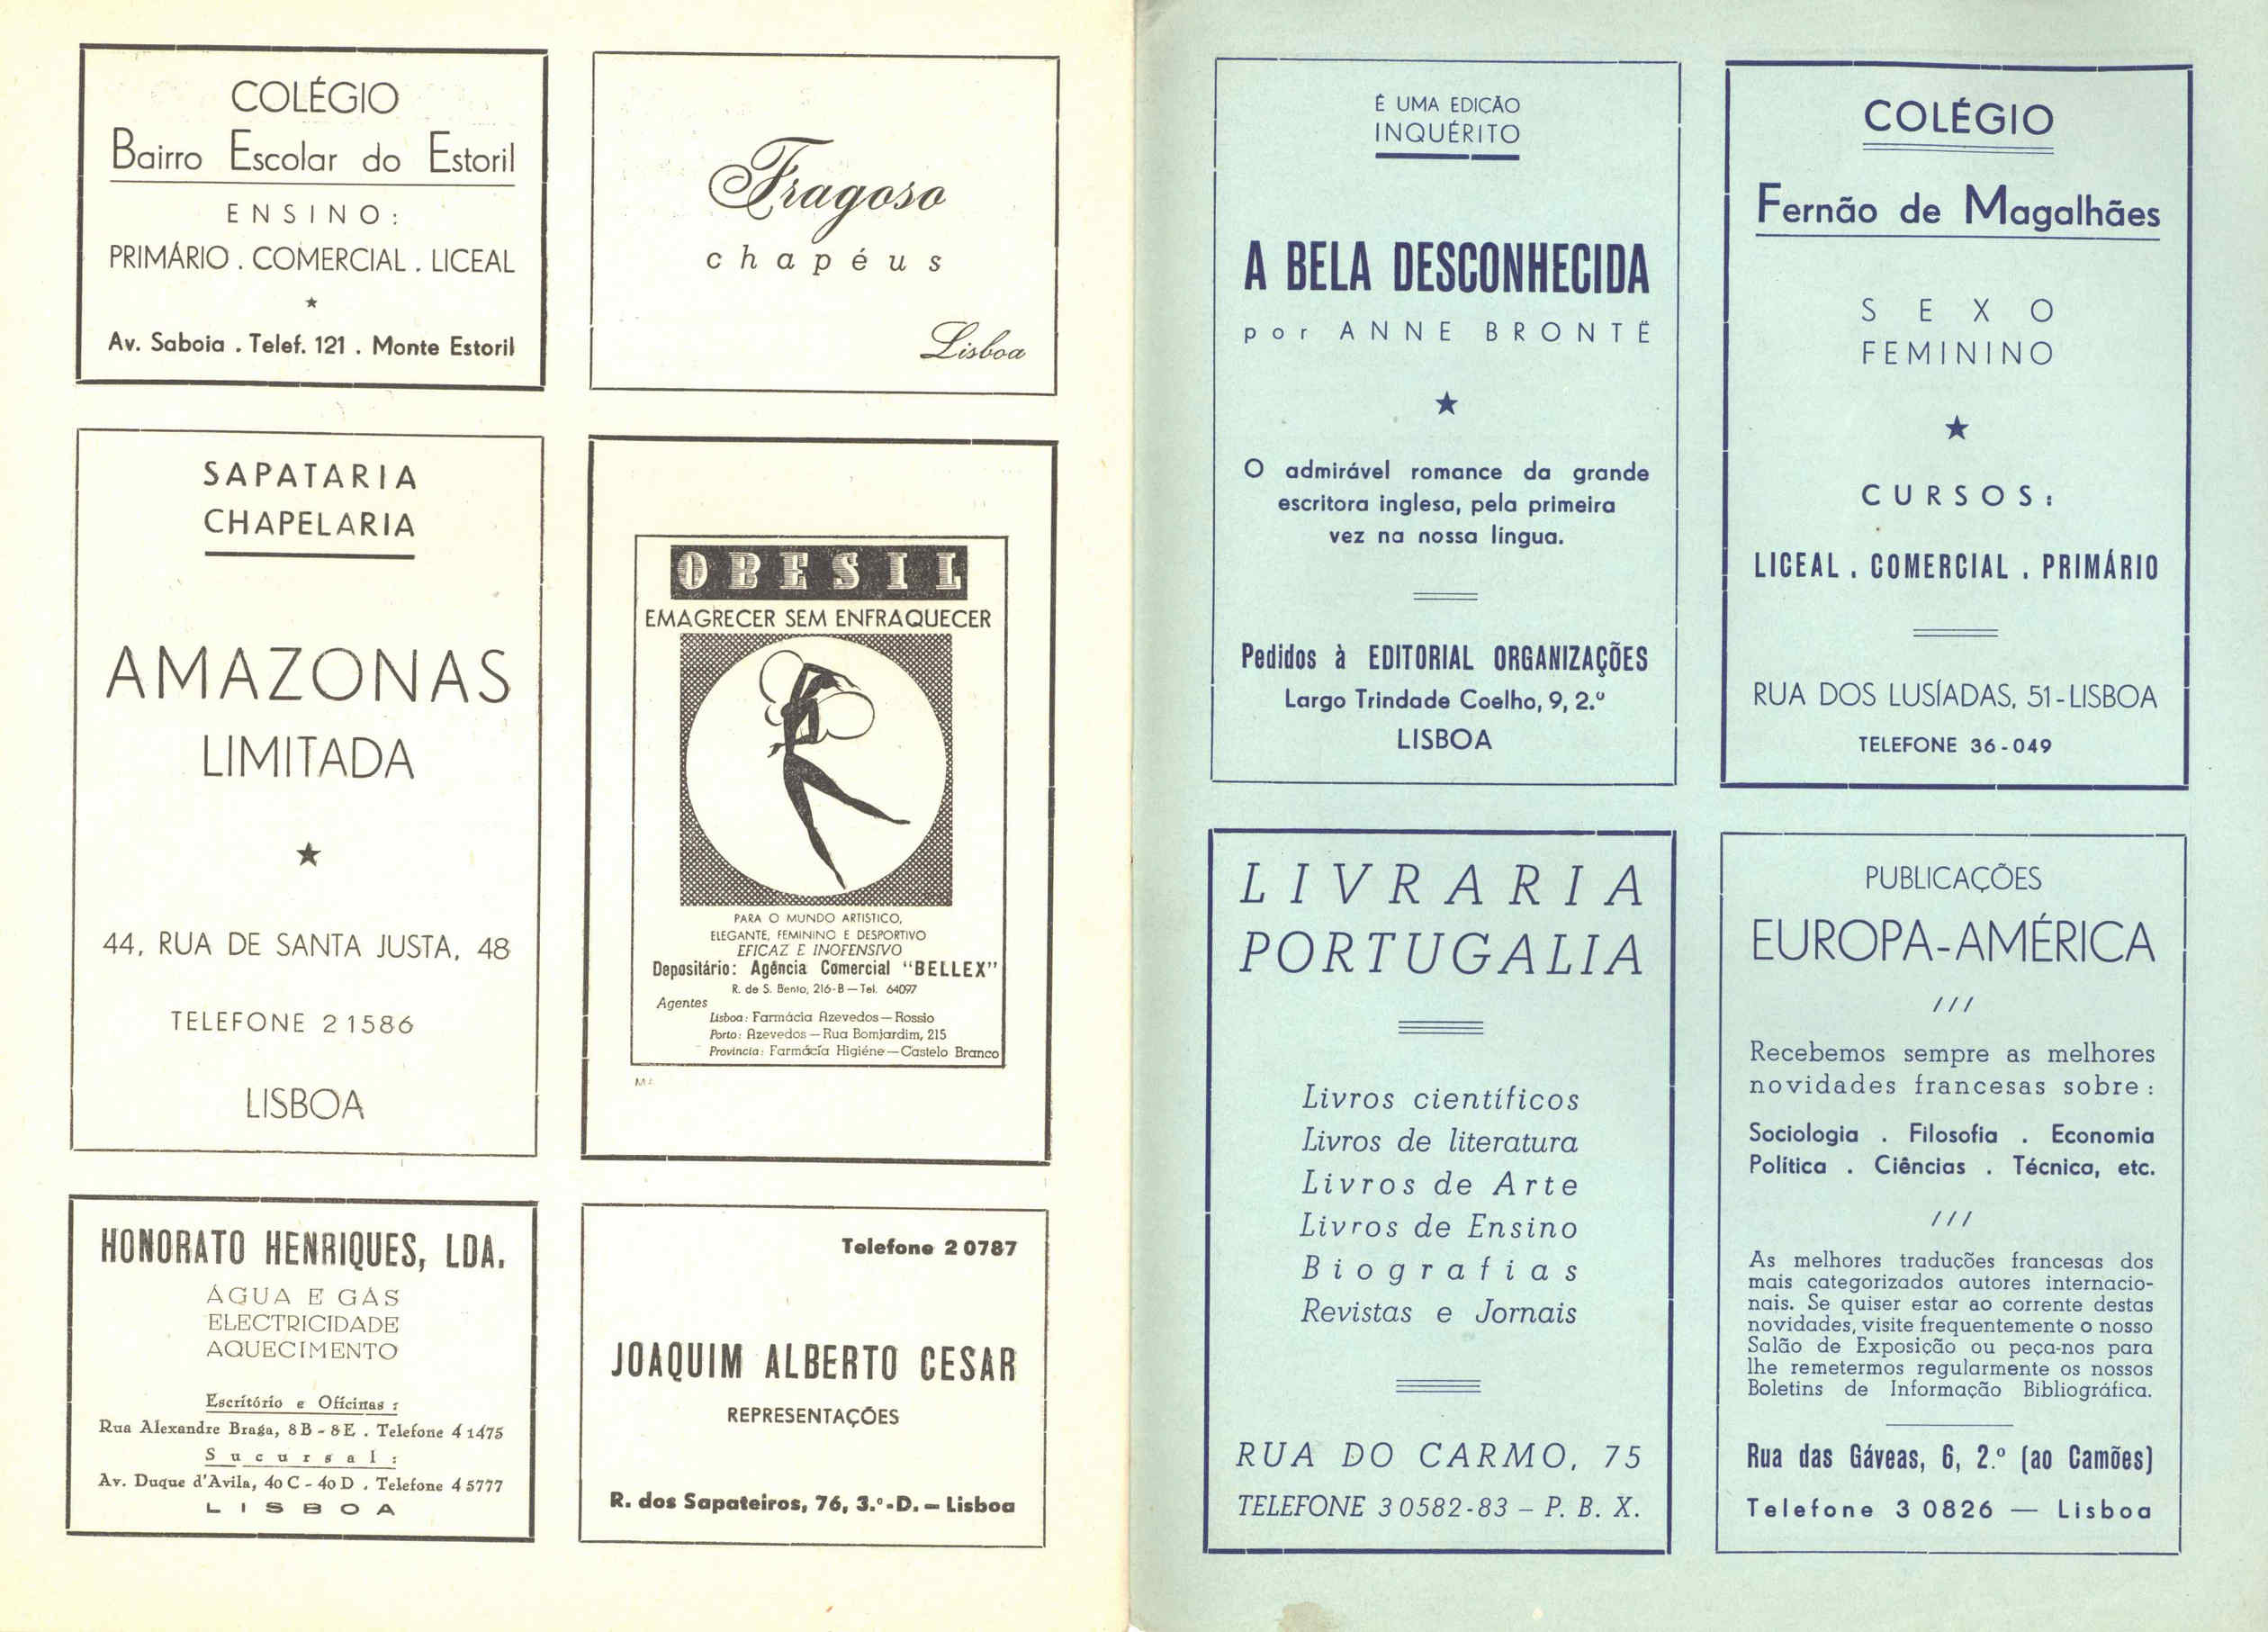 COLÉGIO
Bairro Escolar do Estoril
ENSINO:
PRIMÁRIO . COMERCIAL . LICEAL
★
Av. Saboia . Telef. 121 . Monte Estoril
Fragoso
chapéus
Lisboa
SAPATARIA
CHAPELARIA
AMAZONAS
LIMITADA
★
44, RUA DE SANTA JUSTA, 48
TELEFONE 21586
LISBOA
OBESIL
EMAGRECER SEM ENFRAQUECER
PARA O MUNDO ARTISTICO,
ELEGANTE, FEMININO E DESPORTIVO
EFICAZ E INOFENSIVO
Depositário: Agência Comercial "BELLEX"
R. de S. Bento, 216-B — Tel. 64097
Agentes
Lisboa: Farmácia Azevedos — Rossio
Porto: Azevedos — Rua Bomjardim, 215
Provincia: Farmácia Higiéne — Castelo Branco
HONORATO HENRIQUES, LDA.
ÁGUA E GÁS
ELECTRICIDADE
AQUECIMENTO
Escritório e Oficinas :
Rua Alexandre Braga, 8 B - 8 E . Telefone 4 1475
Sucursal :
Av. Duque d'Avila, 40 C - 40 D . Telefone 4 5777
LISBOA
Telefone 2 0787
JOAQUIM ALBERTO CESAR
REPRESENTAÇÕES
R. dos Sapateiros, 76, 3.º-D. — Lisboa
É UMA EDIÇÃO
INQUÉRITO
A BELA DESCONHECIDA
por ANNE BRONTË
★
O admirável romance da grande
escritora inglesa, pela primeira
vez na nossa língua.
Pedidos à EDITORIAL ORGANIZAÇÕES
Largo Trindade Coelho, 9, 2.º
LISBOA
COLÉGIO
Fernão de Magalhães
SEXO
FEMININO
★
CURSOS:
LICEAL . COMERCIAL . PRIMÁRIO
RUA DOS LUSÍADAS, 51 - LISBOA
TELEFONE 36-049
LIVRARIA
PORTUGALIA
Livros científicos
Livros de literatura
Livros de Arte
Livros de Ensino
Biografias
Revistas e Jornais
RUA DO CARMO, 75
TELEFONE 3 0582-83 – P. B. X.
PUBLICAÇÕES
EUROPA-AMÉRICA
///
Recebemos sempre as melhores
novidades francesas sobre :
Sociologia . Filosofia . Economia
Política . Ciências . Técnica, etc.
///
As melhores traduções francesas dos
mais categorizados autores internacio-
nais. Se quiser estar ao corrente destas
novidades, visite frequentemente o nosso
Salão de Exposição ou peça-nos para
lhe remetermos regularmente os nossos
Boletins de Informação Bibliográfica.
Rua das Gáveas, 6, 2.º (ao Camões)
Telefone 3 0826 — Lisboa